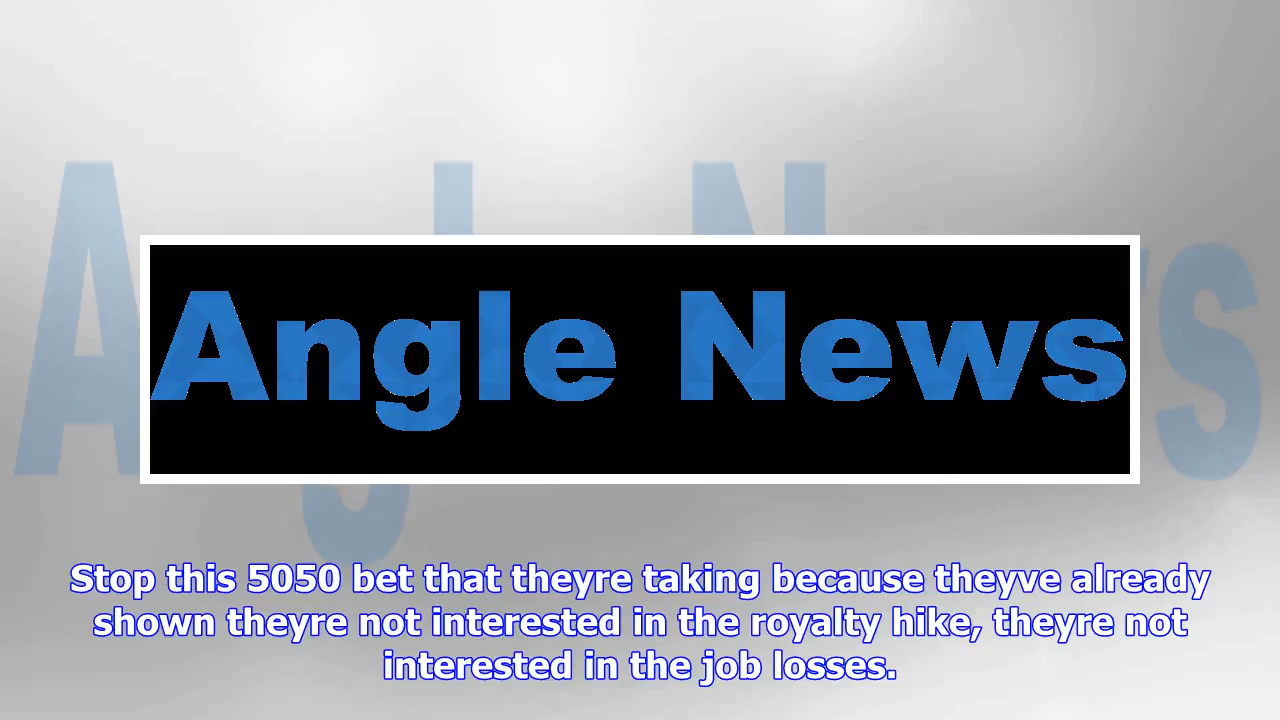 Angle News
Stop this 5050 bet that theyre taking because theyve already
shown theyre not interested in the royalty hike, theyre not
interested in the job losses.